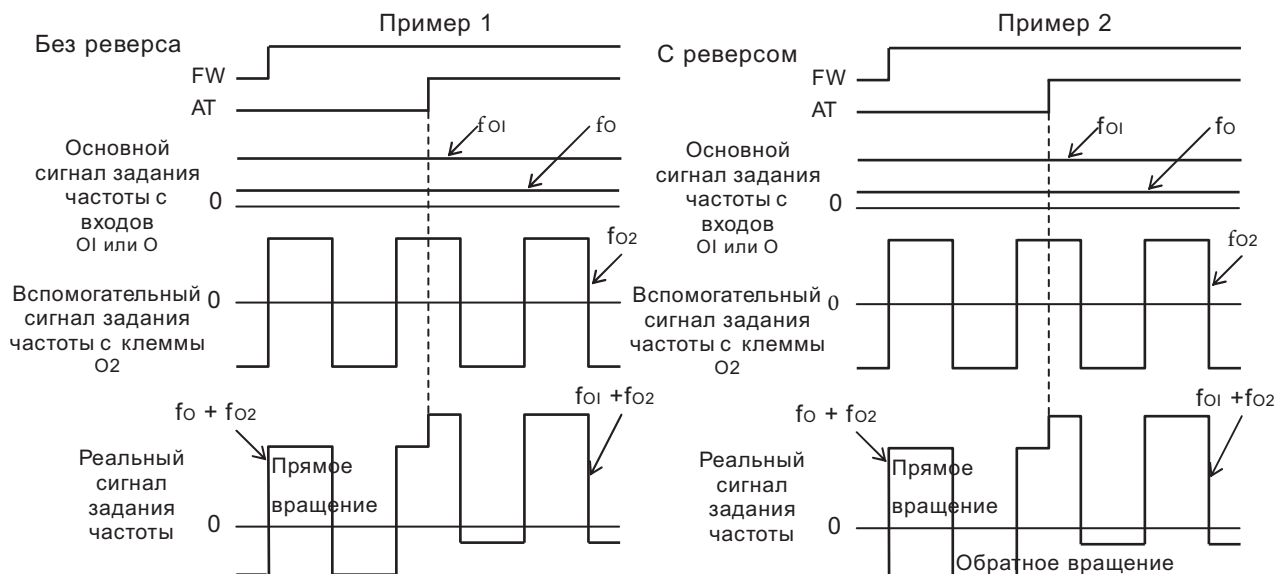 Пример 1
Без реверса
FW
AT
fOI
fO
Основной
сигнал задания
частоты с
входов
OI или O
0
fO2
Вспомогательный
сигнал задания
частоты с клеммы
O2
0
fO + fO2
fOI +fO2
Реальный
сигнал
задания
частоты
0
Прямое
вращение
Пример 2
С реверсом
FW
AT
fOI
fO
Основной
сигнал задания
частоты с
входов
OI или O
0
fO2
Вспомогательный
сигнал задания
частоты с клеммы
O2
0
fO + fO2
fOI +fO2
Реальный
сигнал
задания
частоты
0
Прямое
вращение
Обратное вращение